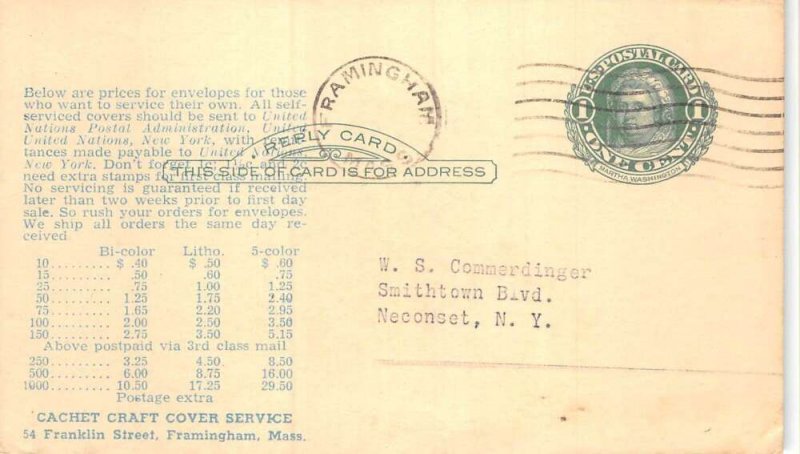 Below are prices for envelopes for those
who want to service their own. All self-
serviced covers should be sent to United
Nations Postal Administration, United
United Nations, New York, with
tances made payable to United Nations,
New York. Don't forget
need extra stamps for first class mailing.
No servicing is guaranteed if received
later than two weeks prior to first day
sale. So rush your orders for envelopes.
We ship all orders the same day re-
ceived
Bi-color Litho. 5-color
10......... $ .40 $ .50 $ .60
15......... .50 .60 .75
25......... .75 1.00 1.25
50......... 1.25 1.75 2.40
75......... 1.65 2.20 2.95
100......... 2.00 2.50 3.50
150......... 2.75 3.50 5.15
Above postpaid via 3rd class mail
250......... 3.25 4.50 8.50
500......... 6.00 8.75 16.00
1000......... 10.50 17.25 29.50
Postage extra
CACHET CRAFT COVER SERVICE
54 Franklin Street, Framingham, Mass.
FRAMINGHAM
REPLY CARD
THIS SIDE OF CARD IS FOR ADDRESS
U.S. POSTAL CARD
1 1
MARTHA WASHINGTON
W. S. Commerdinger
Smithtown Blvd.
Neconset, N. Y.